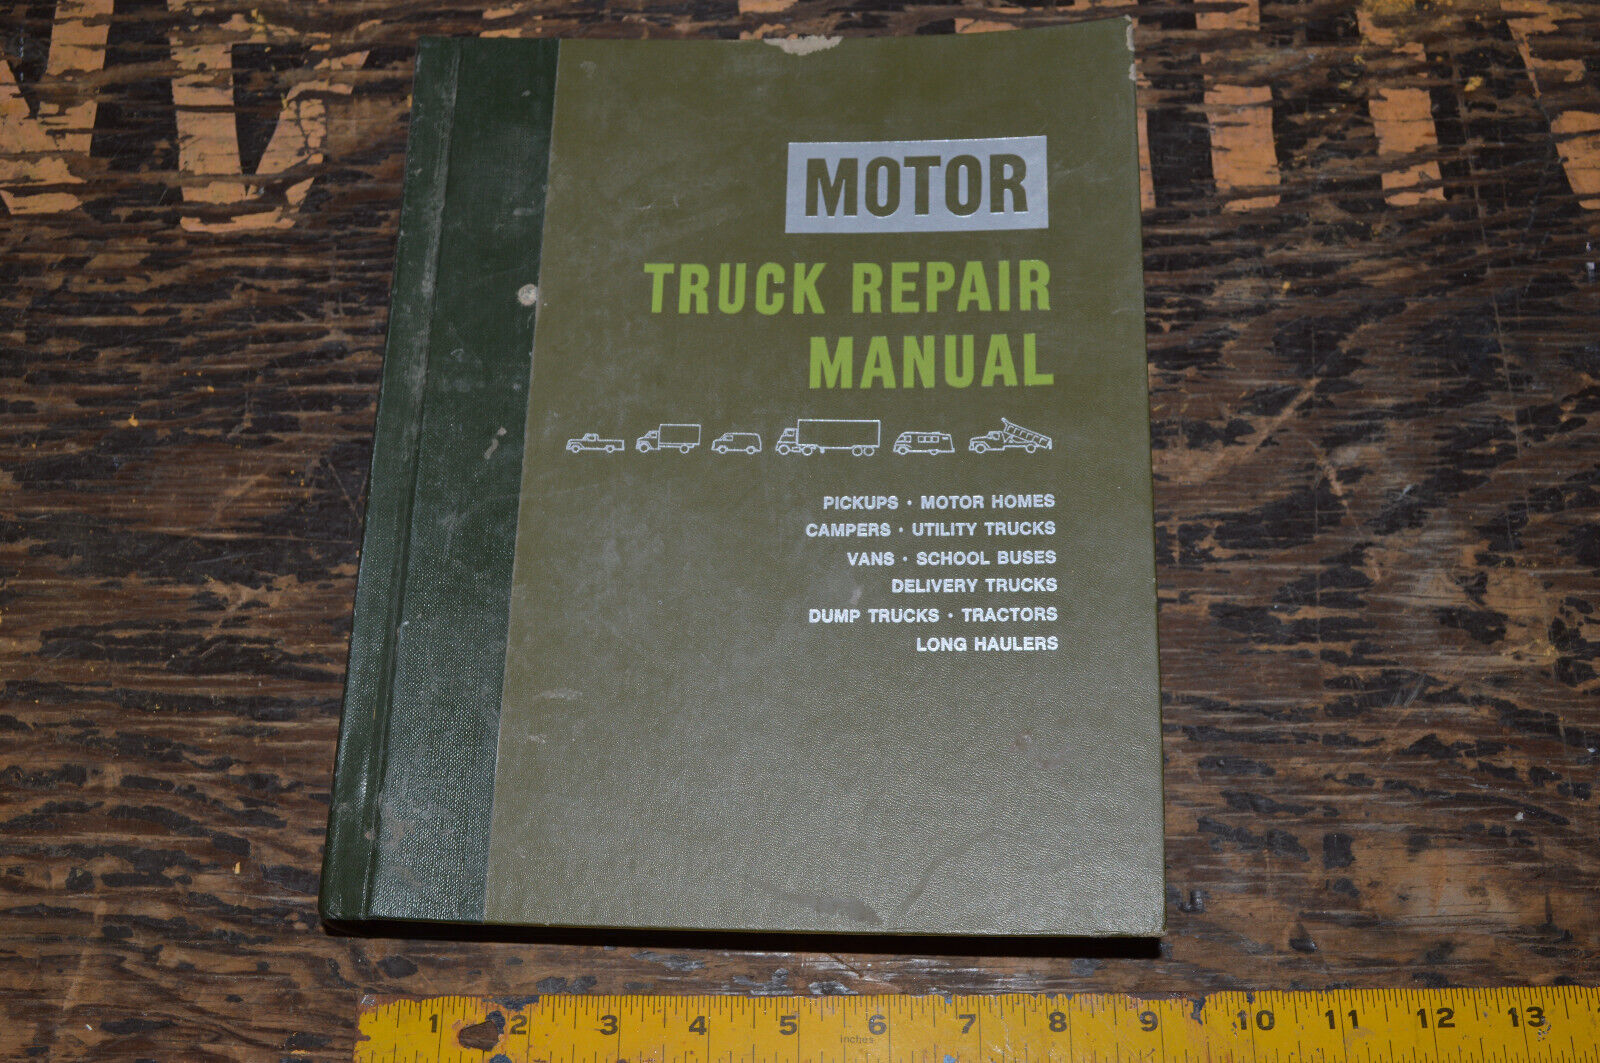 MOTOR
TRUCK REPAIR
MANUAL
PICKUPS · MOTOR HOMES
CAMPERS · UTILITY TRUCKS
VANS · SCHOOL BUSES
DELIVERY TRUCKS
DUMP TRUCKS · TRACTORS
LONG HAULERS
1 2 3 4 5 6 7 8 9 10 11 12 13
inches